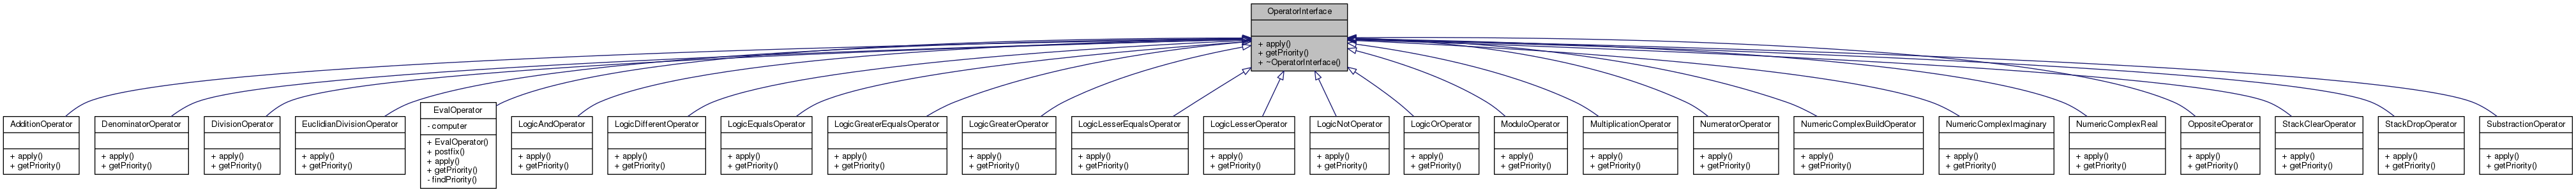 OperatorInterface
+ apply()
+ getPriority()
+ ~OperatorInterface()
AdditionOperator
+ apply()
+ getPriority()
DenominatorOperator
+ apply()
+ getPriority()
DivisionOperator
+ apply()
+ getPriority()
EuclidianDivisionOperator
+ apply()
+ getPriority()
EvalOperator
- computer
+ EvalOperator()
+ postfix()
+ apply()
+ getPriority()
- findPriority()
LogicAndOperator
+ apply()
+ getPriority()
LogicDifferentOperator
+ apply()
+ getPriority()
LogicEqualsOperator
+ apply()
+ getPriority()
LogicGreaterEqualsOperator
+ apply()
+ getPriority()
LogicGreaterOperator
+ apply()
+ getPriority()
LogicLesserEqualsOperator
+ apply()
+ getPriority()
LogicLesserOperator
+ apply()
+ getPriority()
LogicNotOperator
+ apply()
+ getPriority()
LogicOrOperator
+ apply()
+ getPriority()
ModuloOperator
+ apply()
+ getPriority()
MultiplicationOperator
+ apply()
+ getPriority()
NumeratorOperator
+ apply()
+ getPriority()
NumericComplexBuildOperator
+ apply()
+ getPriority()
NumericComplexImaginary
+ apply()
+ getPriority()
NumericComplexReal
+ apply()
+ getPriority()
OppositeOperator
+ apply()
+ getPriority()
StackClearOperator
+ apply()
+ getPriority()
StackDropOperator
+ apply()
+ getPriority()
SubstractionOperator
+ apply()
+ getPriority()